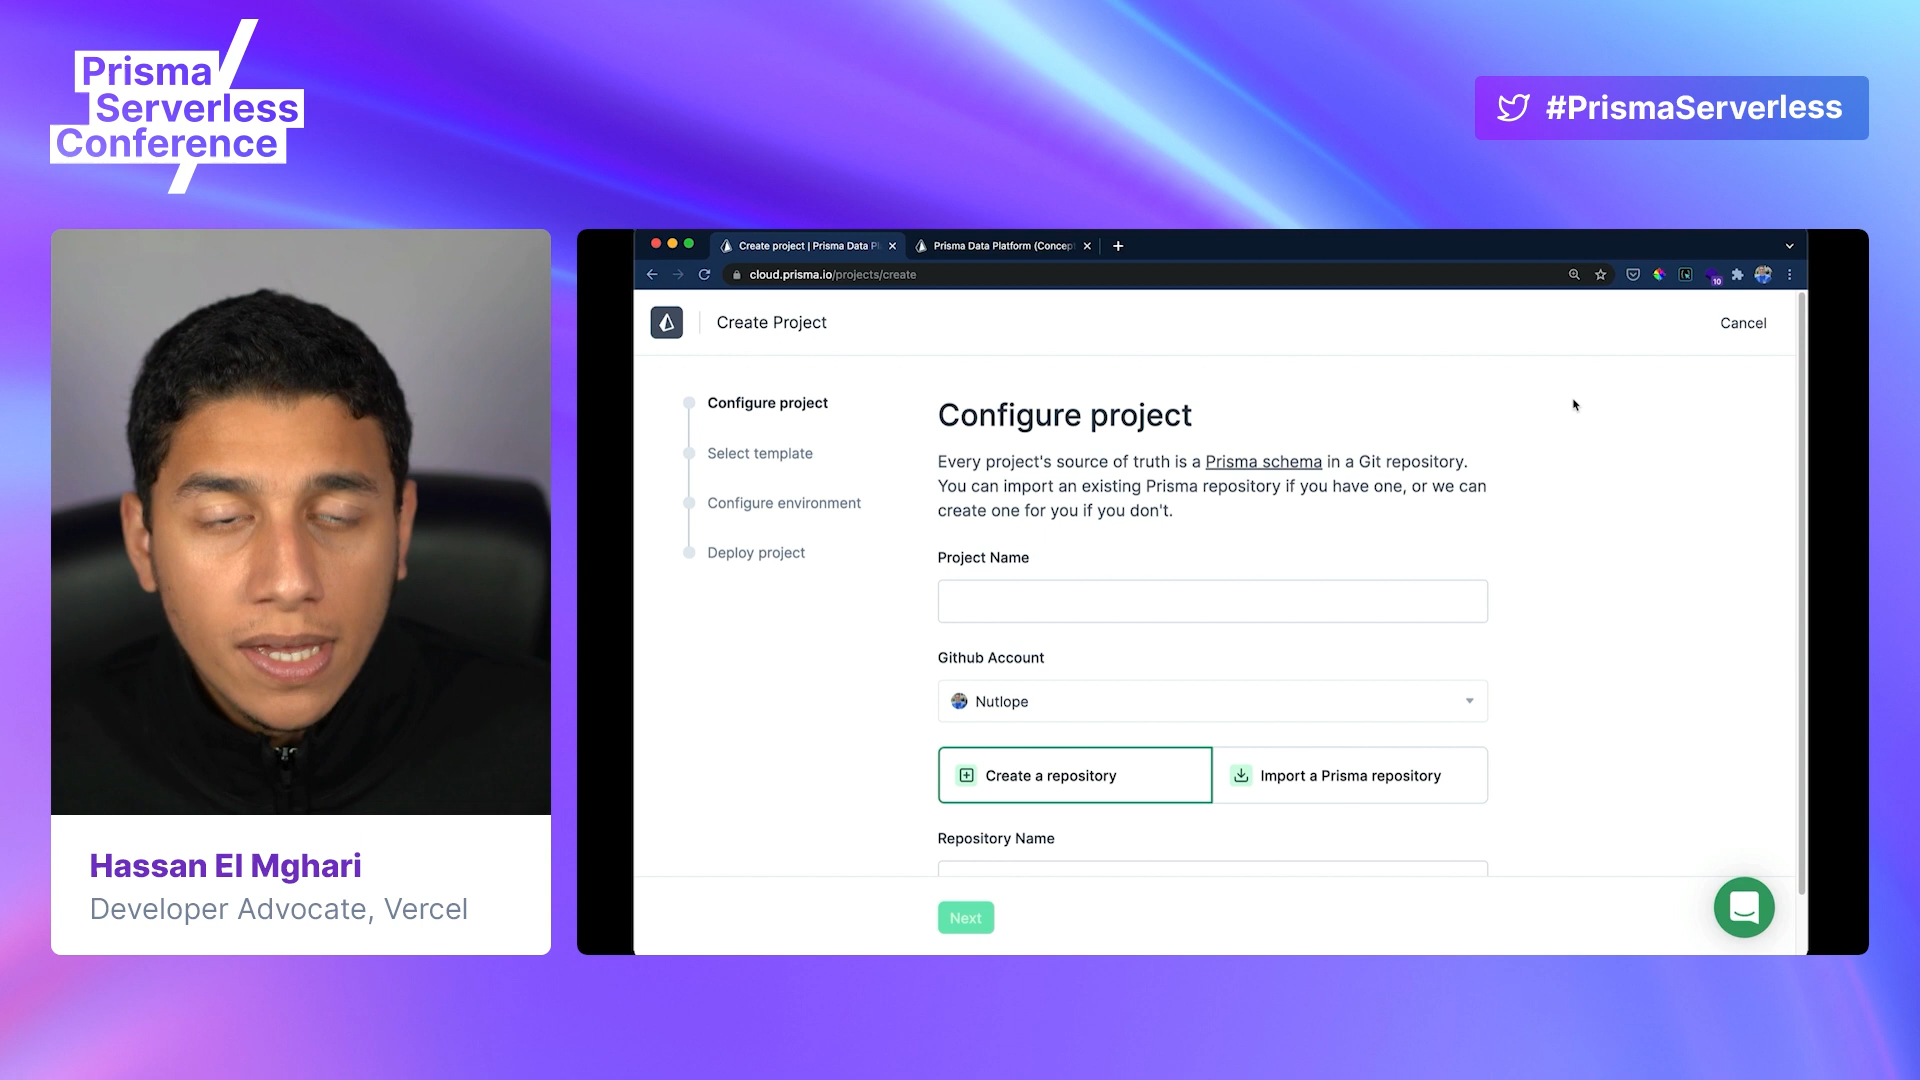 Prisma
Serverless
Conference
#PrismaServerless
Create project | Prisma Data Pl
Prisma Data Platform (Concep
cloud.prisma.io/projects/create
10
Create Project
Cancel
Configure project
Select template
Configure environment
Deploy project
Configure project
Every project's source of truth is a Prisma schema in a Git repository.
You can import an existing Prisma repository if you have one, or we can
create one for you if you don't.
Project Name
Github Account
Nutlope
Create a repository
Import a Prisma repository
Repository Name
Next
Hassan El Mghari
Developer Advocate, Vercel